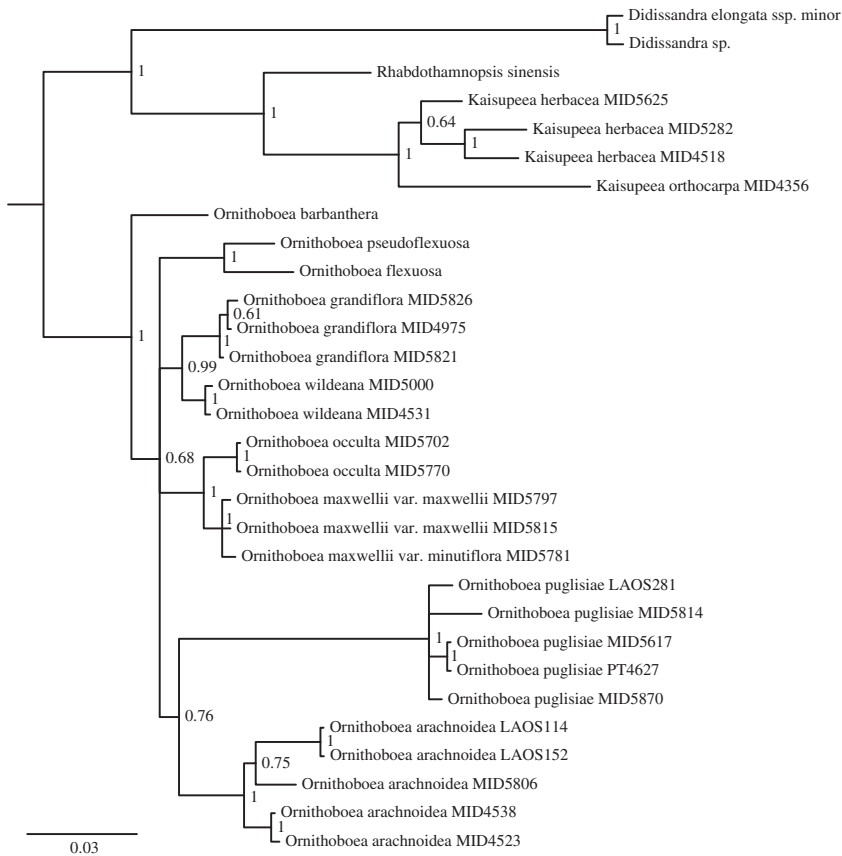 Didissandra elongata ssp. minor
1
Didissandra sp.
1
Rhabdothamnopsis sinensis
1
Kaisupeea herbacea MID5625
0.64
Kaisupeea herbacea MID5282
1
1
Kaisupeea herbacea MID4518
Kaisupeea orthocarpa MID4356
Ornithoboea barbanthera
Ornithoboea pseudoflexuosa
1
Ornithoboea flexuosa
Ornithoboea grandiflora MID5826
0.61
Ornithoboea grandiflora MID4975
1
1
Ornithoboea grandiflora MID5821
0.99
Ornithoboea wildeana MID5000
1
Ornithoboea wildeana MID4531
Ornithoboea occulta MID5702
0.68
1
Ornithoboea occulta MID5770
1
Ornithoboea maxwellii var. maxwellii MID5797
1
Ornithoboea maxwellii var. maxwellii MID5815
Ornithoboea maxwellii var. minutiflora MID5781
Ornithoboea puglisiae LAOS281
Ornithoboea puglisiae MID5814
1
Ornithoboea puglisiae MID5617
1
Ornithoboea puglisiae PT4627
Ornithoboea puglisiae MID5870
0.76
Ornithoboea arachnoidea LAOS114
1
Ornithoboea arachnoidea LAOS152
0.75
Ornithoboea arachnoidea MID5806
1
Ornithoboea arachnoidea MID4538
1
Ornithoboea arachnoidea MID4523
0.03